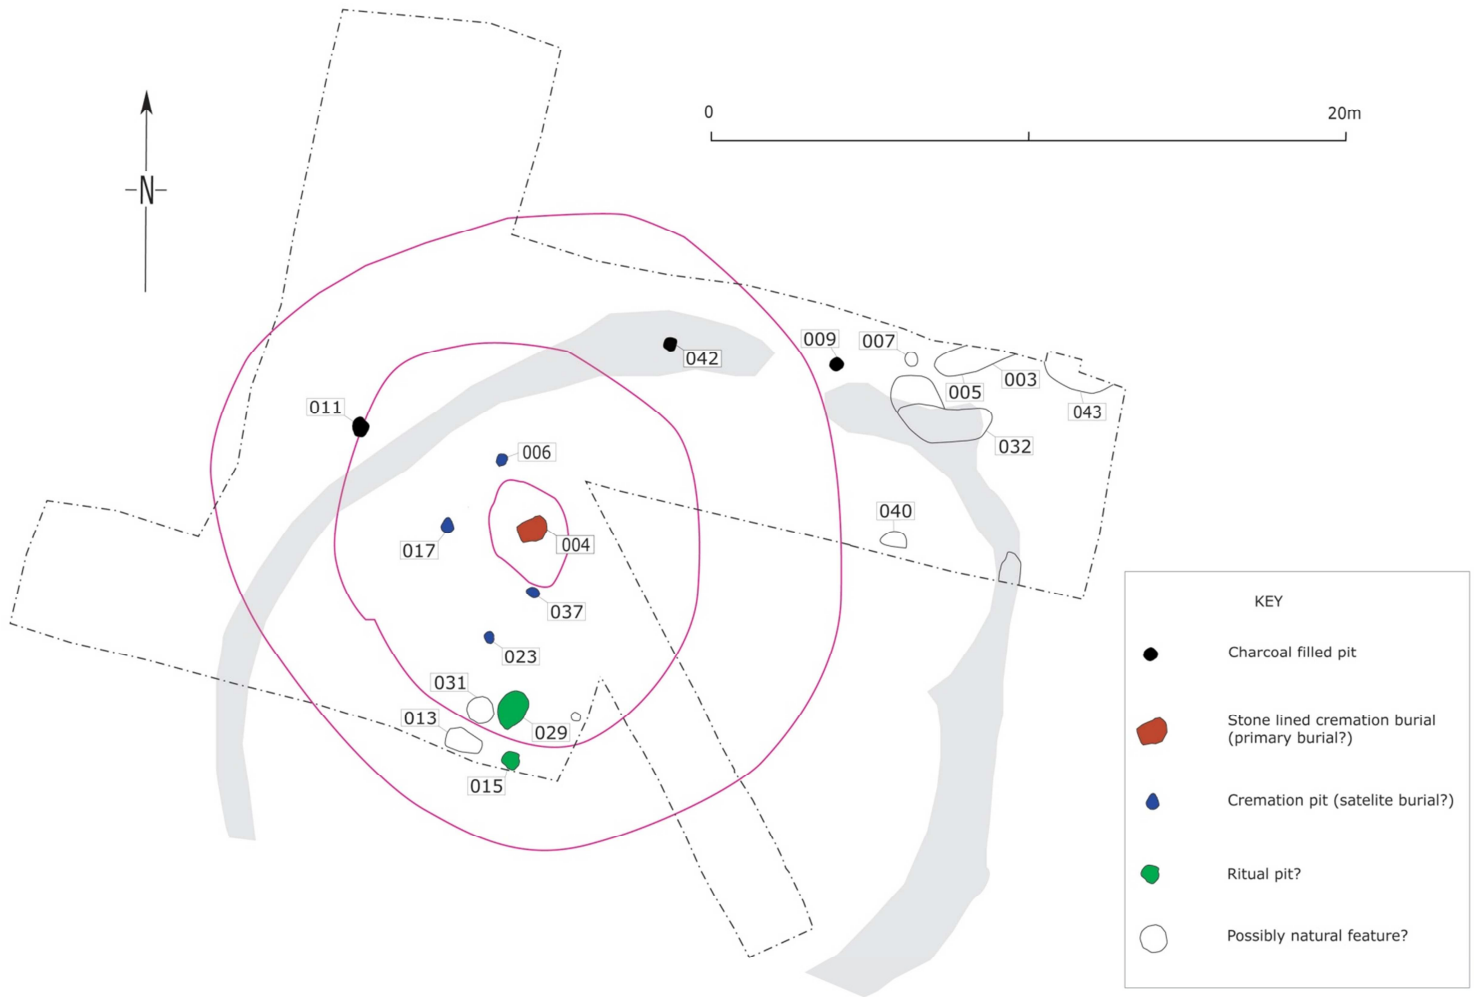 0
20m
N
009
007
042
005
003
043
011
032
006
040
017
004
037
023
031
013
029
015
KEY
Charcoal filled pit
Stone lined cremation burial
(primary burial?)
Cremation pit (satelite burial?)
Ritual pit?
Possibly natural feature?